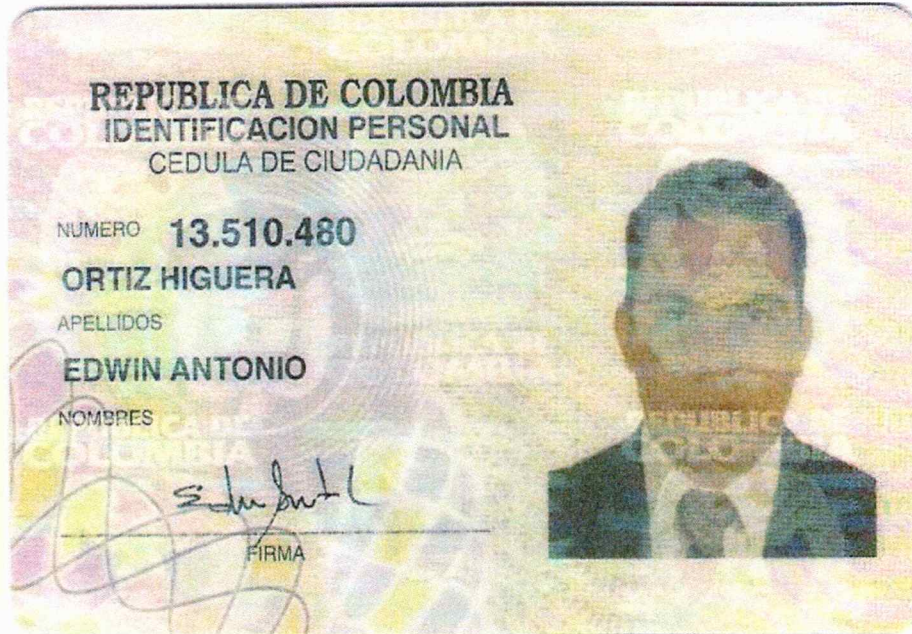 REPUBLICA DE COLOMBIA
IDENTIFICACION PERSONAL
CEDULA DE CIUDADANIA
NUMERO 13.510.480
ORTIZ HIGUERA
APELLIDOS
EDWIN ANTONIO
NOMBRES
FIRMA